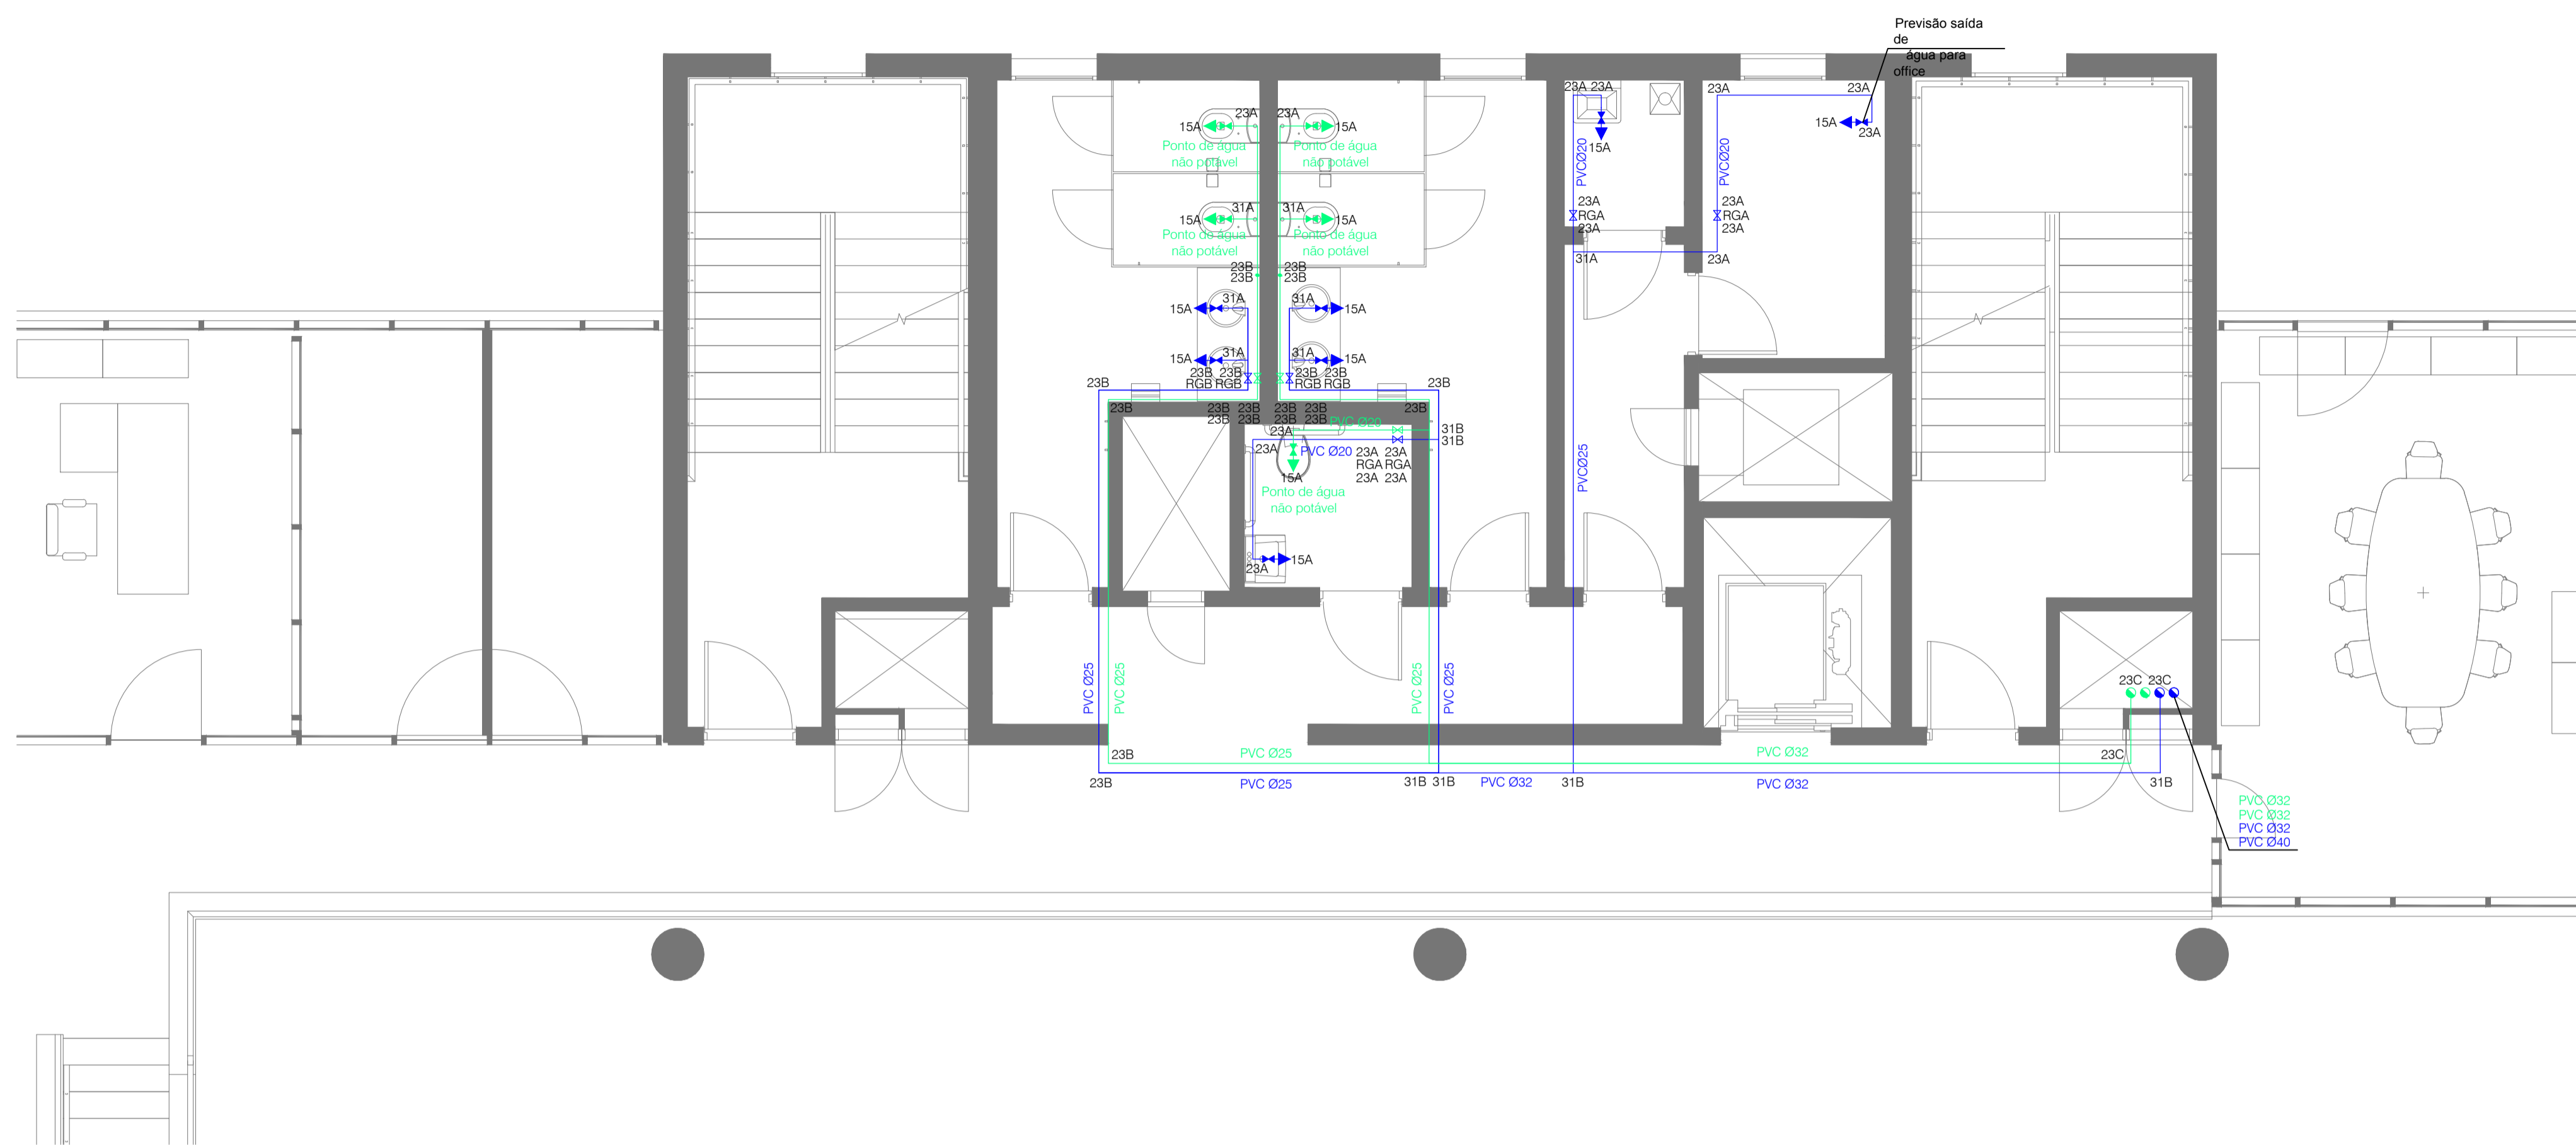 Previsão saída
de
água para
office
23A 23A
23A
23A
23A
23A
15A
15A
15A
23A
15A
15A
PVCØ20
PVCØ20
Ponto de água
não potável
Ponto de água
não potável
23A
RGA
23A
23A
RGA
23A
31A
31A
15A
15A
Ponto de água
não potável
Ponto de água
não potável
31A
23A
23B
23B
23B
23B
31A
31A
15A
15A
31A
31A
15A
15A
23B 23B
RGB RGB
23B 23B
RGB RGB
23B
23B
23B
23B 23B 23B 23B
23B
23B 23B 23B 23B
PVC Ø20
23A
31B
31B
23A
PVC Ø20
23A 23A
RGA RGA
23A 23A
15A
PVCØ25
Ponto de água
não potável
15A
23A
PVC Ø25
PVC Ø25
PVC Ø25
PVC Ø25
23C 23C
23B
PVC Ø25
PVC Ø32
23C
23B
PVC Ø25
31B 31B
PVC Ø32
31B
PVC Ø32
31B
PVC Ø32
PVC Ø32
PVC Ø32
PVC Ø40